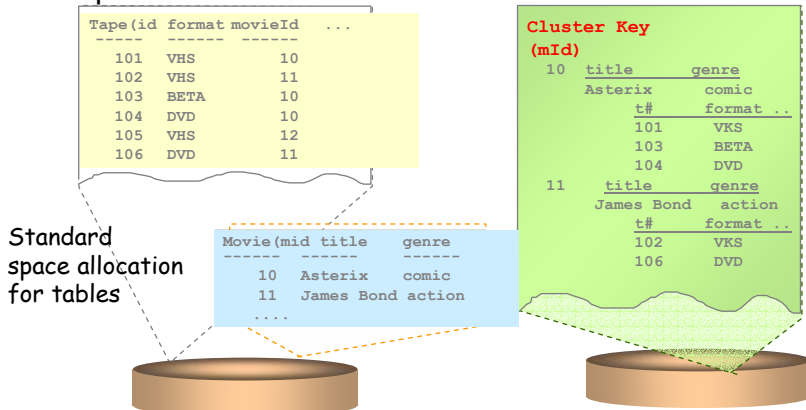 Tape(id format movieId ...
----- ------ ------
101 VHS 10
102 VHS 11
103 BETA 10
104 DVD 10
105 VHS 12
106 DVD 11
Standard
space allocation
for tables
Movie(mid title genre
------ ------ ------
10 Asterix comic
11 James Bond action
....
Cluster Key
(mId)
10 title genre
Asterix comic
t# format ..
101 VKS
103 BETA
104 DVD
11 title genre
James Bond action
t# format ..
102 VKS
106 DVD